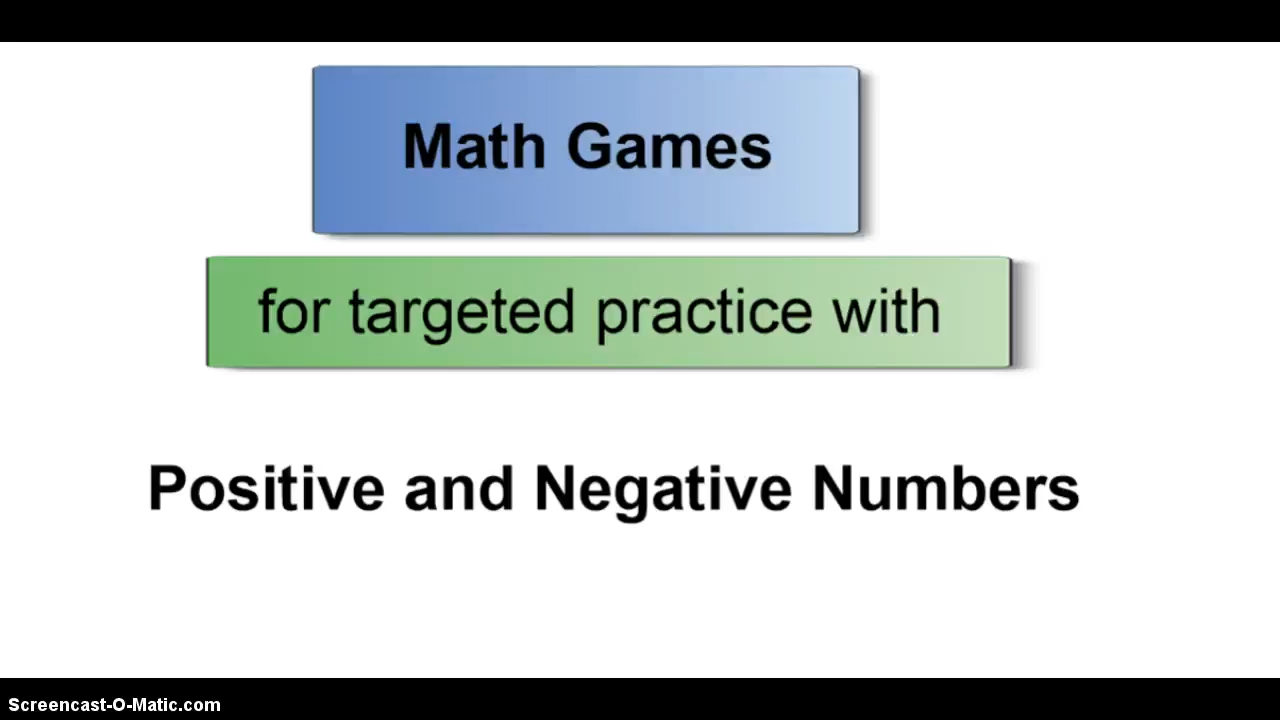 Math Games
for targeted practice with
Positive and Negative Numbers
Screencast-O-Matic.com